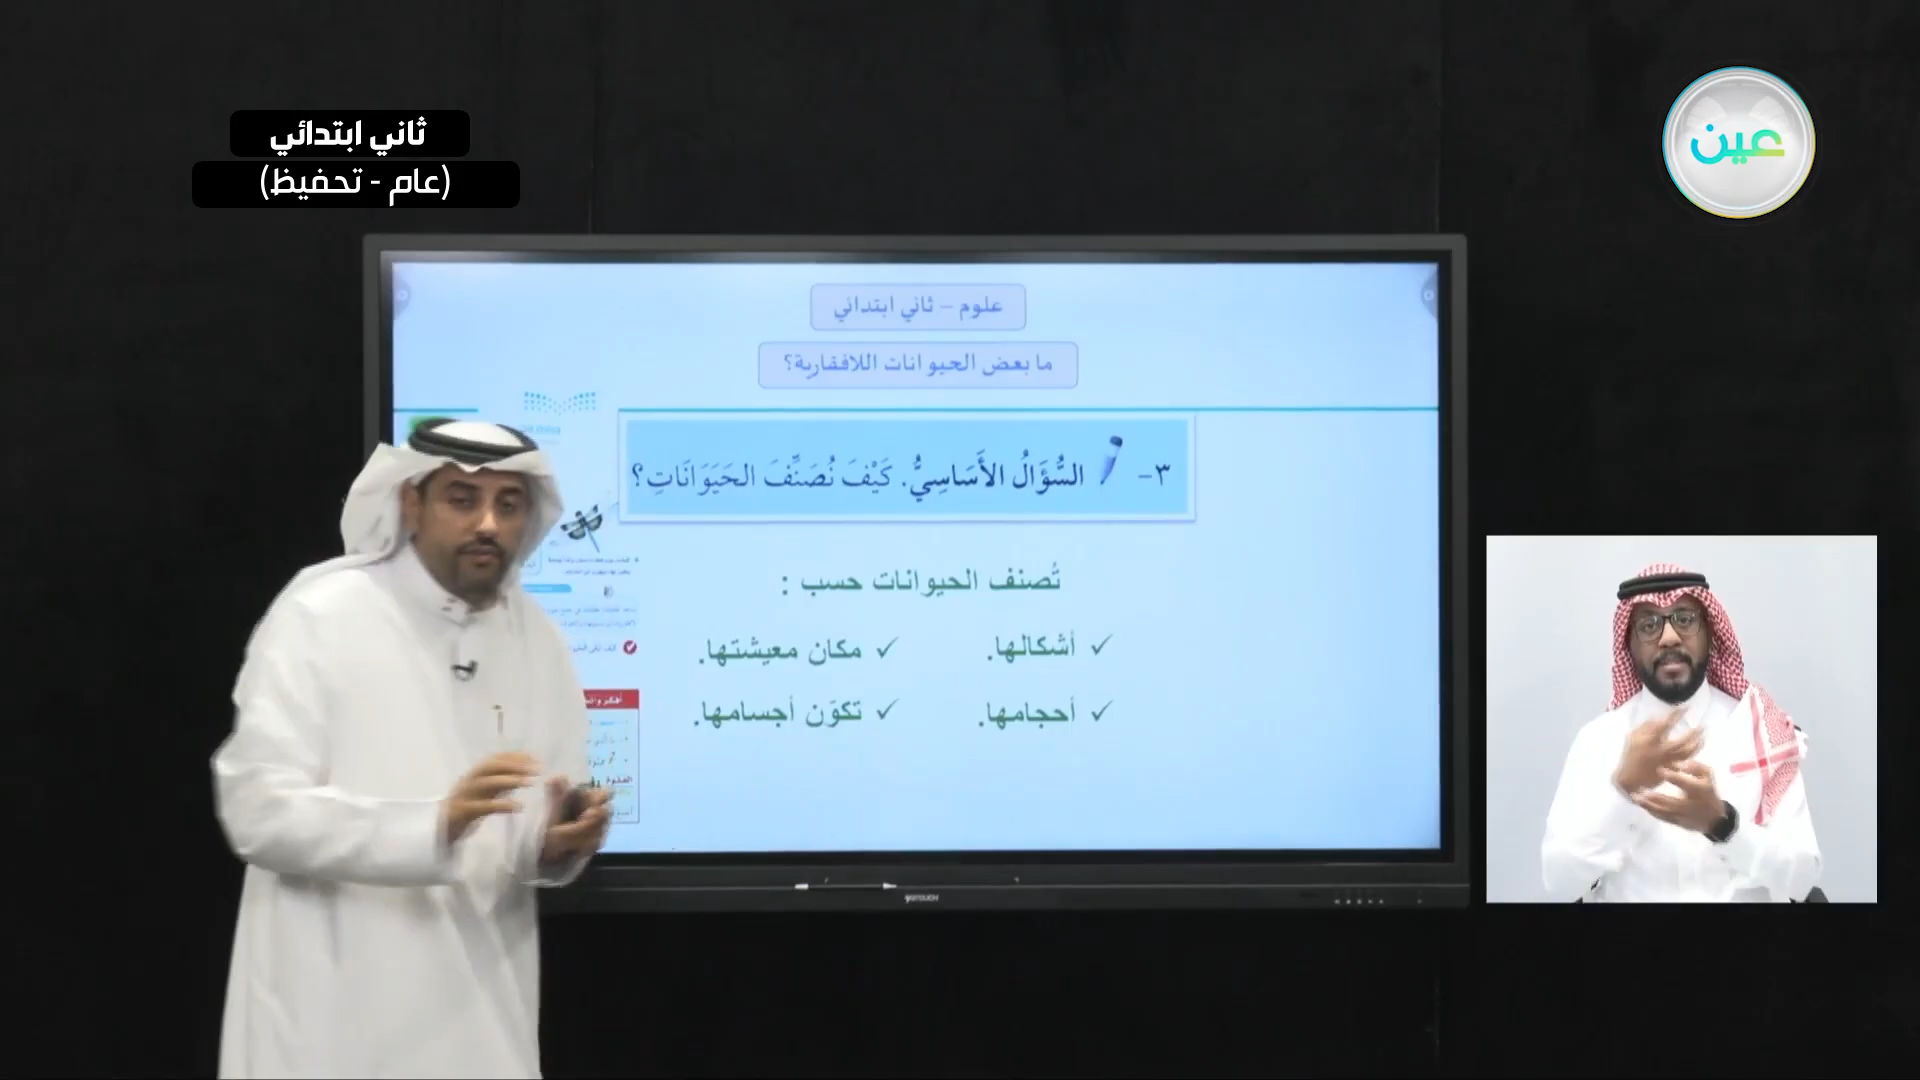 ثاني ابتدائي
(عام - تحفيظ)
عين
علوم – ثاني ابتدائي
ما بعض الحيوانات اللافقارية؟
٣- السُّؤَالُ الأَسَاسِيُّ. كَيْفَ نُصَنِّفَ الحَيَوَانَاتِ؟
تُصنف الحيوانات حسب :
✓ أشكالها. ✓ مكان معيشتها.
✓ أحجامها. ✓ تكوّن أجسامها.